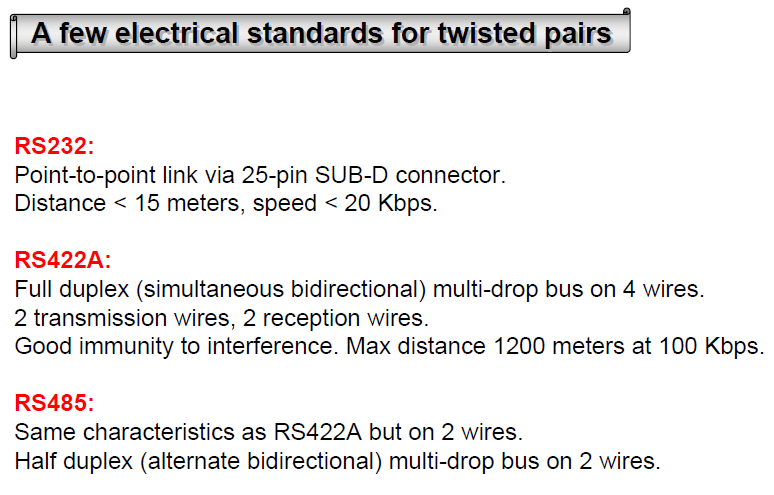 A few electrical standards for twisted pairs
RS232:
Point-to-point link via 25-pin SUB-D connector.
Distance < 15 meters, speed < 20 Kbps.
RS422A:
Full duplex (simultaneous bidirectional) multi-drop bus on 4 wires.
2 transmission wires, 2 reception wires.
Good immunity to interference. Max distance 1200 meters at 100 Kbps.
RS485:
Same characteristics as RS422A but on 2 wires.
Half duplex (alternate bidirectional) multi-drop bus on 2 wires.